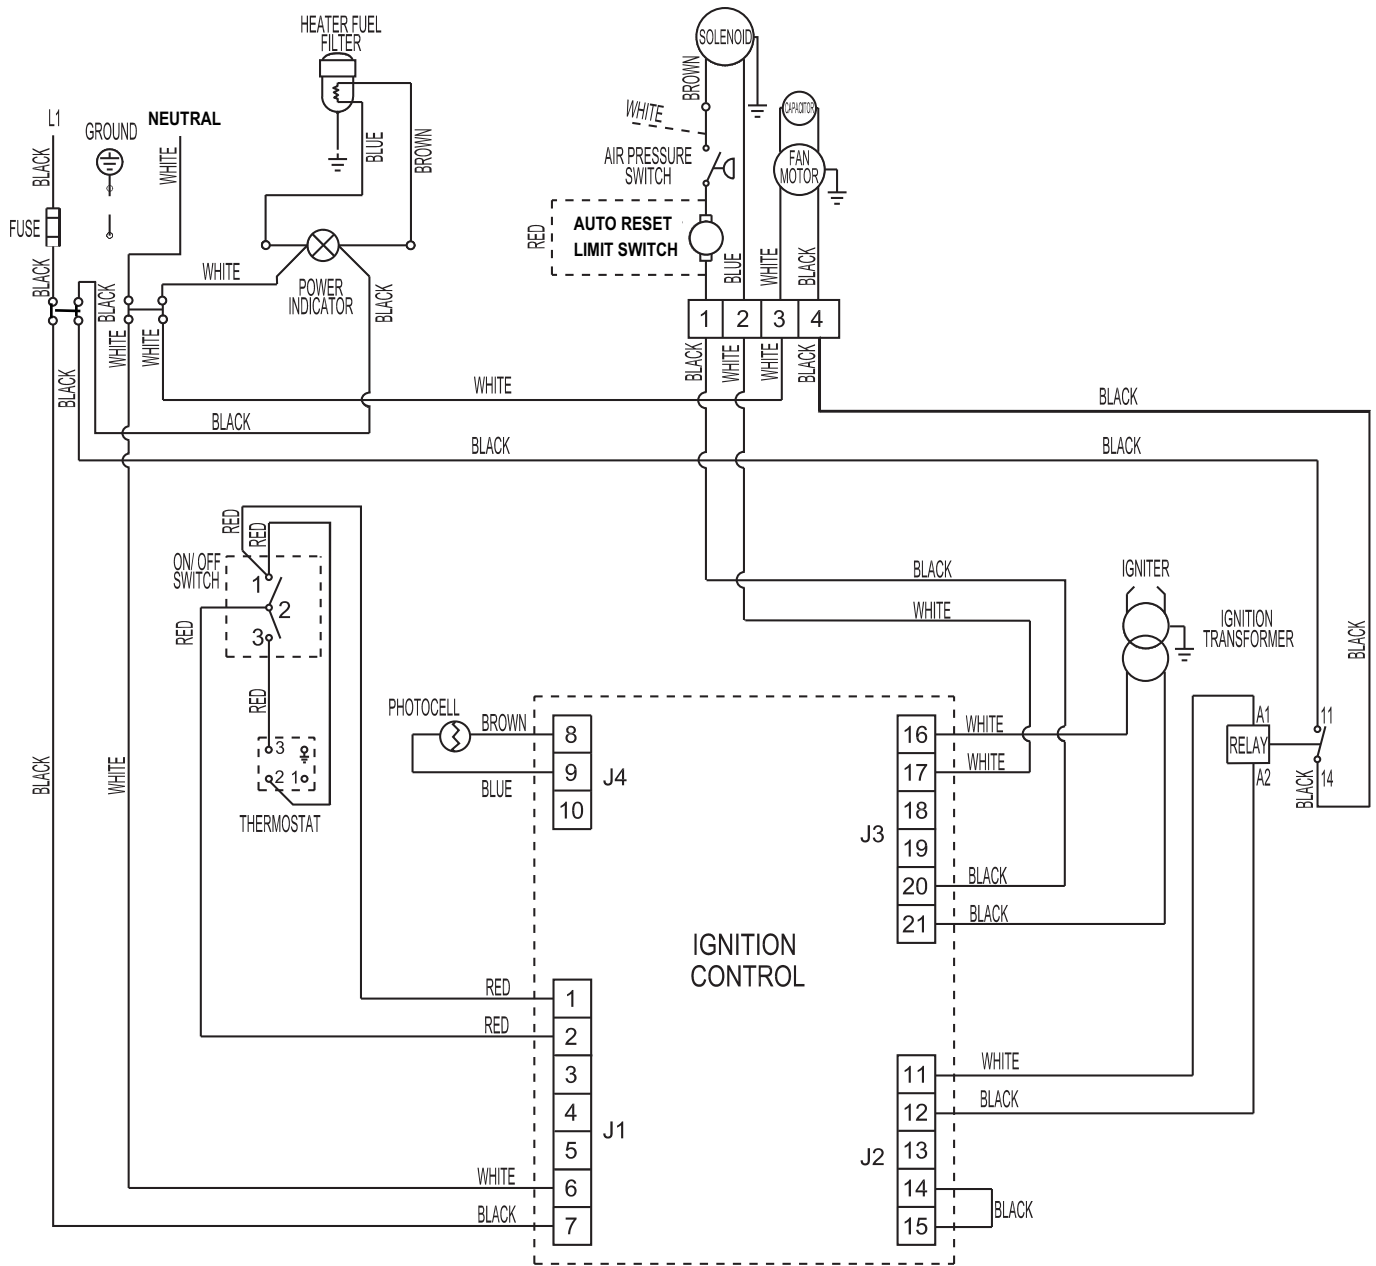 HEATER FUEL
FILTER
SOLENOID
BROWN
WHITE
CAPACITOR
L1
GROUND
NEUTRAL
BLACK
WHITE
BLUE
BROWN
AIR PRESSURE
SWITCH
FAN
MOTOR
FUSE
RED
AUTO RESET
LIMIT SWITCH
BLACK
WHITE
BLUE
WHITE
BLACK
POWER
INDICATOR
BLACK
BLACK
1 2 3 4
WHITE
WHITE
BLACK
WHITE
WHITE
BLACK
BLACK
WHITE
BLACK
BLACK
BLACK
BLACK
RED
RED
ON/ OFF
SWITCH
1
2
3
RED
RED
BLACK
WHITE
IGNITER
IGNITION
TRANSFORMER
BLACK
PHOTOCELL
BROWN
BLUE
8
9
10
J4
3
2 1
THERMOSTAT
BLACK
WHITE
16
17
18
19
20
21
J3
WHITE
WHITE
BLACK
BLACK
A1
RELAY
A2
11
14
BLACK
IGNITION
CONTROL
RED
RED
WHITE
BLACK
1
2
3
4
5
6
7
J1
11
12
13
14
15
J2
WHITE
BLACK
BLACK